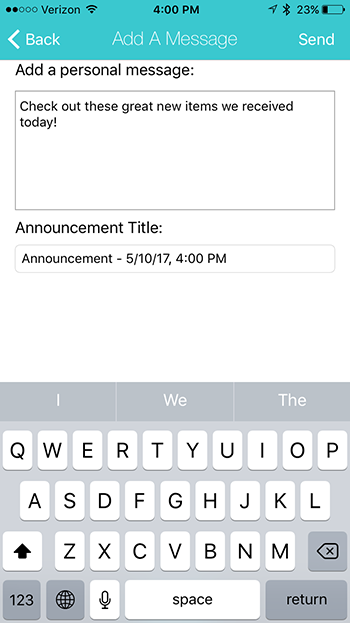 Verizon 4:00 PM 23%
Back Add A Message Send
Add a personal message:
Check out these great new items we received
today!
Announcement Title:
Announcement - 5/10/17, 4:00 PM
I We The
Q W E R T Y U I O P
A S D F G H J K L
Z X C V B N M
123 space return